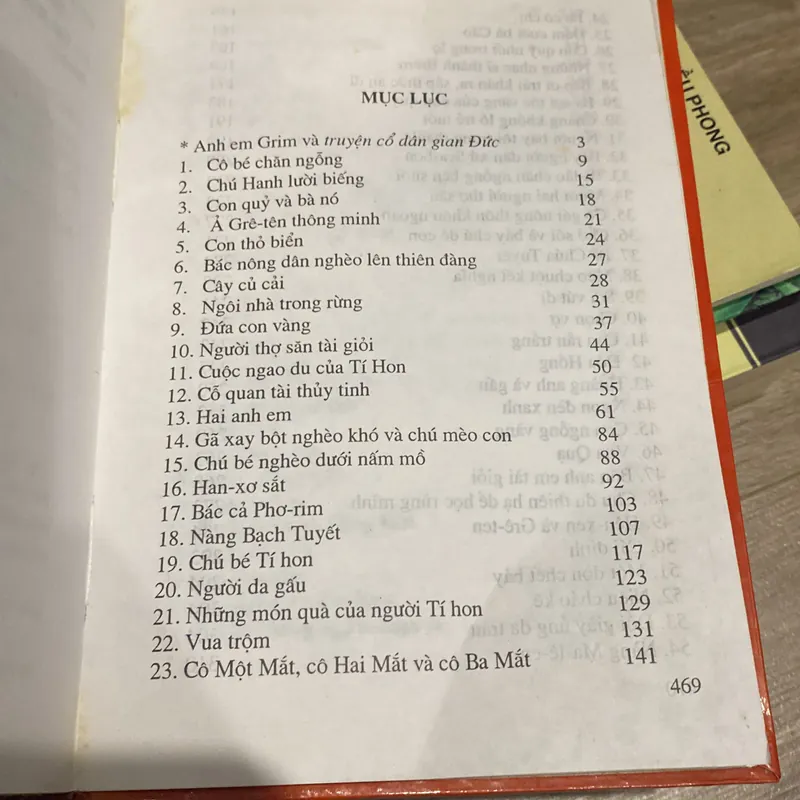 MỤC LỤC
* Anh em Grim và truyện cổ dân gian Đức 3
1. Cô bé chăn ngỗng 9
2. Chú Hanh lười biếng 15
3. Con quỷ và bà nó 18
4. Ả Grê-tên thông minh 21
5. Con thỏ biển 24
6. Bác nông dân nghèo lên thiên đàng 27
7. Cây củ cải 28
8. Ngôi nhà trong rừng 31
9. Đứa con vàng 37
10. Người thợ săn tài giỏi 44
11. Cuộc ngao du của Tí Hon 50
12. Cỗ quan tài thủy tinh 55
13. Hai anh em 61
14. Gã xay bột nghèo khó và chú mèo con 84
15. Chú bé nghèo dưới nấm mồ 88
16. Han-xơ sắt 92
17. Bác cả Phơ-rim 103
18. Nàng Bạch Tuyết 107
19. Chú bé Tí hon 117
20. Người da gấu 123
21. Những món quà của người Tí hon 129
22. Vua trộm 131
23. Cô Một Mắt, cô Hai Mắt và cô Ba Mắt 141
469
PHONG